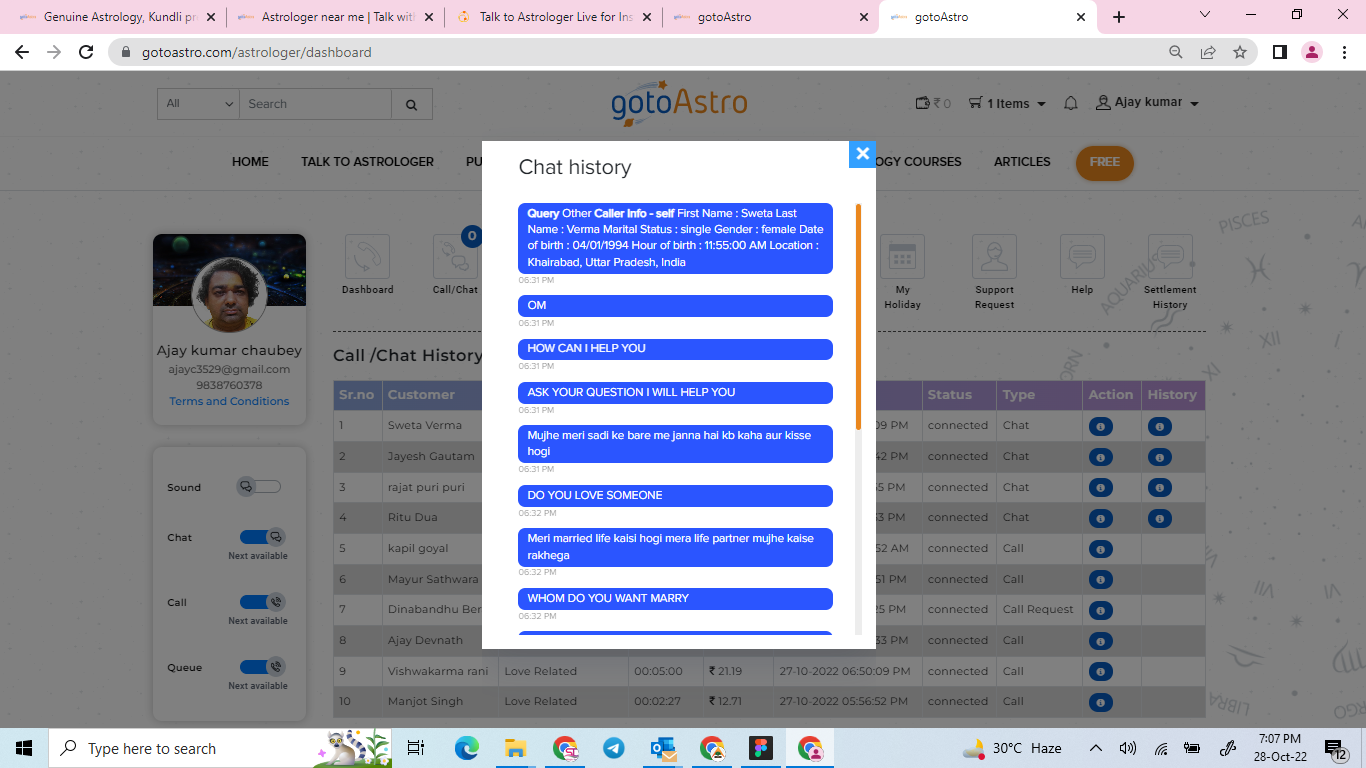 Genuine Astrology, Kundli pr
Astrologer near me | Talk with
Talk to Astrologer Live for Ins
gotoAstro
gotoAstro
gotoastro.com/astrologer/dashboard
All
Search
gotoAstro
₹ 0
1 Items
Ajay kumar
HOME
TALK TO ASTROLOGER
PU
OGY COURSES
ARTICLES
FREE
Chat history
Query Other Caller Info - self First Name : Sweta Last
Name : Verma Marital Status : single Gender : female Date
of birth : 04/01/1994 Hour of birth : 11:55:00 AM Location :
Khairabad, Uttar Pradesh, India
06:31 PM
OM
06:31 PM
HOW CAN I HELP YOU
06:31 PM
ASK YOUR QUESTION I WILL HELP YOU
06:31 PM
Mujhe meri sadi ke bare me janna hai kb kaha aur kisse
hogi
06:31 PM
DO YOU LOVE SOMEONE
06:32 PM
Meri married life kaisi hogi mera life partner mujhe kaise
rakhega
06:32 PM
WHOM DO YOU WANT MARRY
06:32 PM
Ajay kumar chaubey
ajayc3529@gmail.com
9838760378
Terms and Conditions
Sound
Chat
Next available
Call
Next available
Queue
Next available
Dashboard
0
Call/Chat
My
Holiday
Support
Request
Help
Settlement
History
PISCES
AQUARIUS
ORN
XII
XI
VII
VI
LIBRA
RGO
Call /Chat History
Sr.no Customer Status Type Action History
1 Sweta Verma :09 PM connected Chat
2 Jayesh Gautam :42 PM connected Chat
3 rajat puri puri 5 PM connected Chat
4 Ritu Dua 33 PM connected Chat
5 kapil goyal 52 AM connected Call
6 Mayur Sathwara 51 PM connected Call
7 Dinabandhu Ber 25 PM connected Call Request
8 Ajay Devnath 33 PM connected Call
9 Vishwakarma rani Love Related 00:05:00 ₹ 21.19 27-10-2022 06:50:09 PM connected Call
10 Manjot Singh Love Related 00:02:27 ₹ 12.71 27-10-2022 05:56:52 PM connected Call
Type here to search
30°C Haze
7:07 PM
28-Oct-22
12